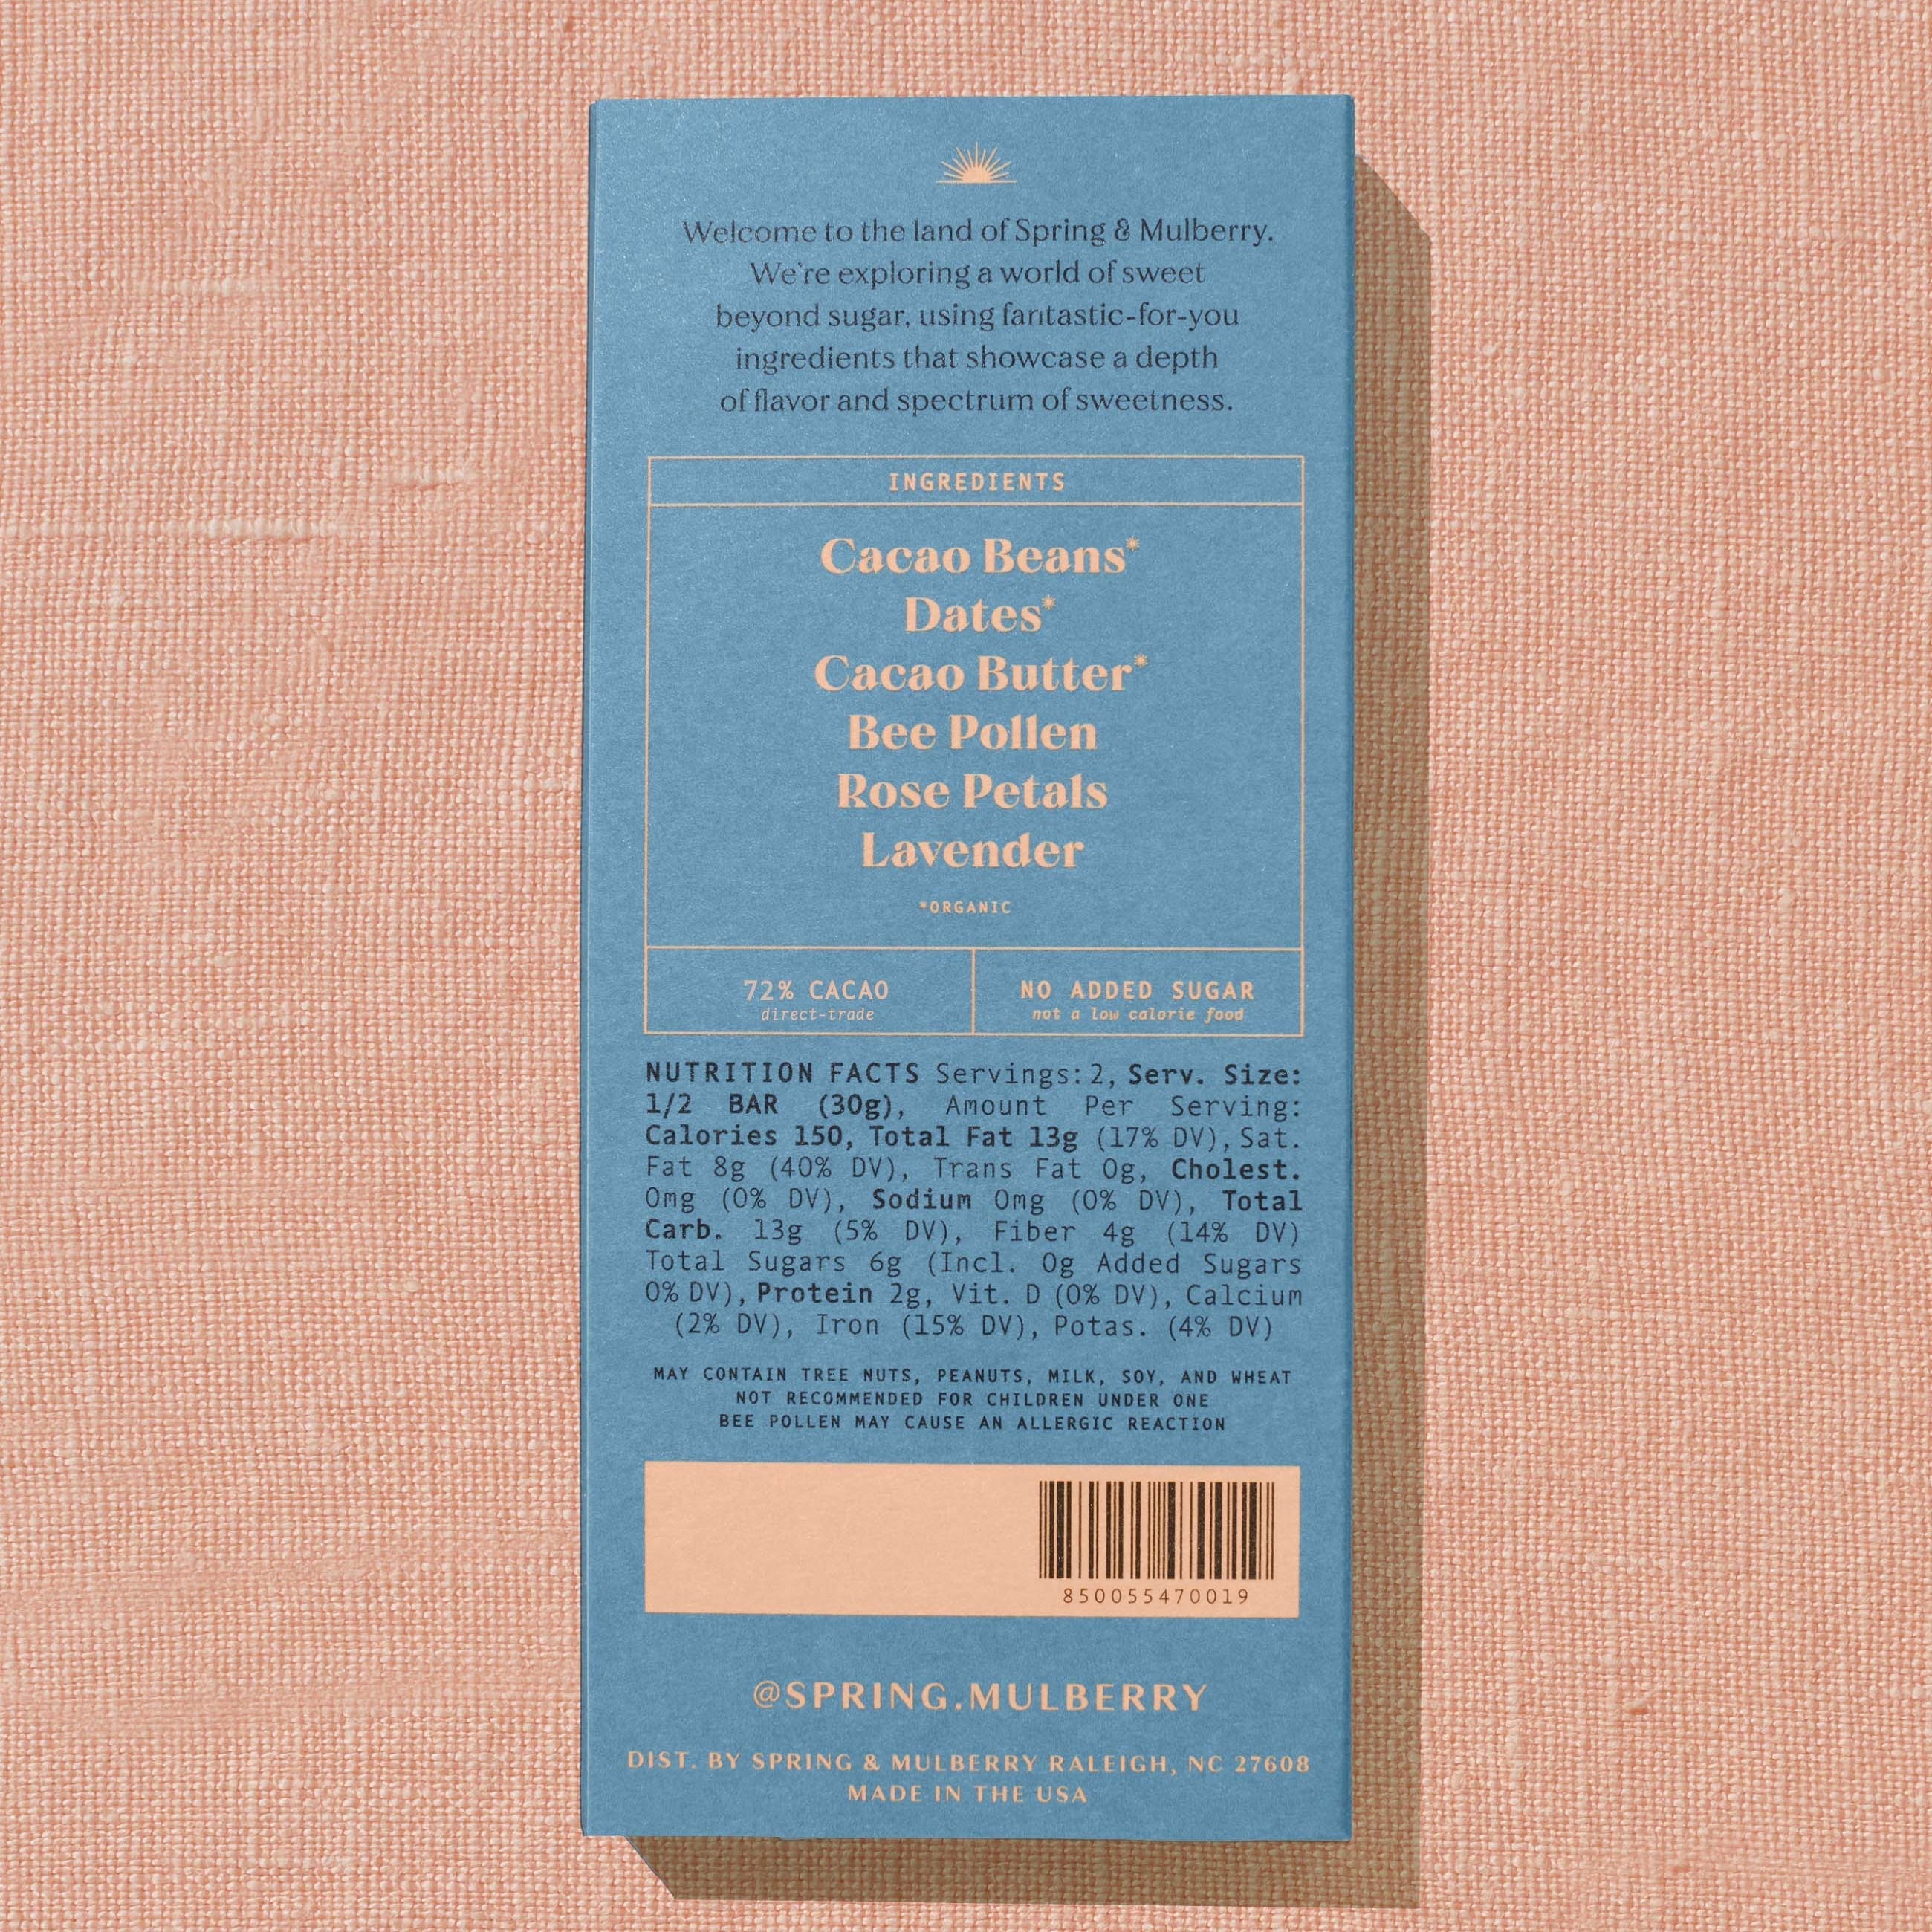 Welcome to the land of Spring & Mulberry.
We're exploring a world of sweet
beyond sugar, using fantastic-for-you
ingredients that showcase a depth
of flavor and spectrum of sweetness.
INGREDIENTS
Cacao Beans*
Dates*
Cacao Butter*
Bee Pollen
Rose Petals
Lavender
*ORGANIC
72% CACAO
direct-trade
NO ADDED SUGAR
not a low calorie food
NUTRITION FACTS Servings: 2, Serv. Size:
1/2 BAR (30g), Amount Per Serving:
Calories 150, Total Fat 13g (17% DV), Sat.
Fat 8g (40% DV), Trans Fat 0g, Cholest.
0mg (0% DV), Sodium 0mg (0% DV), Total
Carb. 13g (5% DV), Fiber 4g (14% DV)
Total Sugars 6g (Incl. 0g Added Sugars
0% DV), Protein 2g, Vit. D (0% DV), Calcium
(2% DV), Iron (15% DV), Potas. (4% DV)
MAY CONTAIN TREE NUTS, PEANUTS, MILK, SOY, AND WHEAT
NOT RECOMMENDED FOR CHILDREN UNDER ONE
BEE POLLEN MAY CAUSE AN ALLERGIC REACTION
850055470019
@SPRING.MULBERRY
DIST. BY SPRING & MULBERRY RALEIGH, NC 27608
MADE IN THE USA